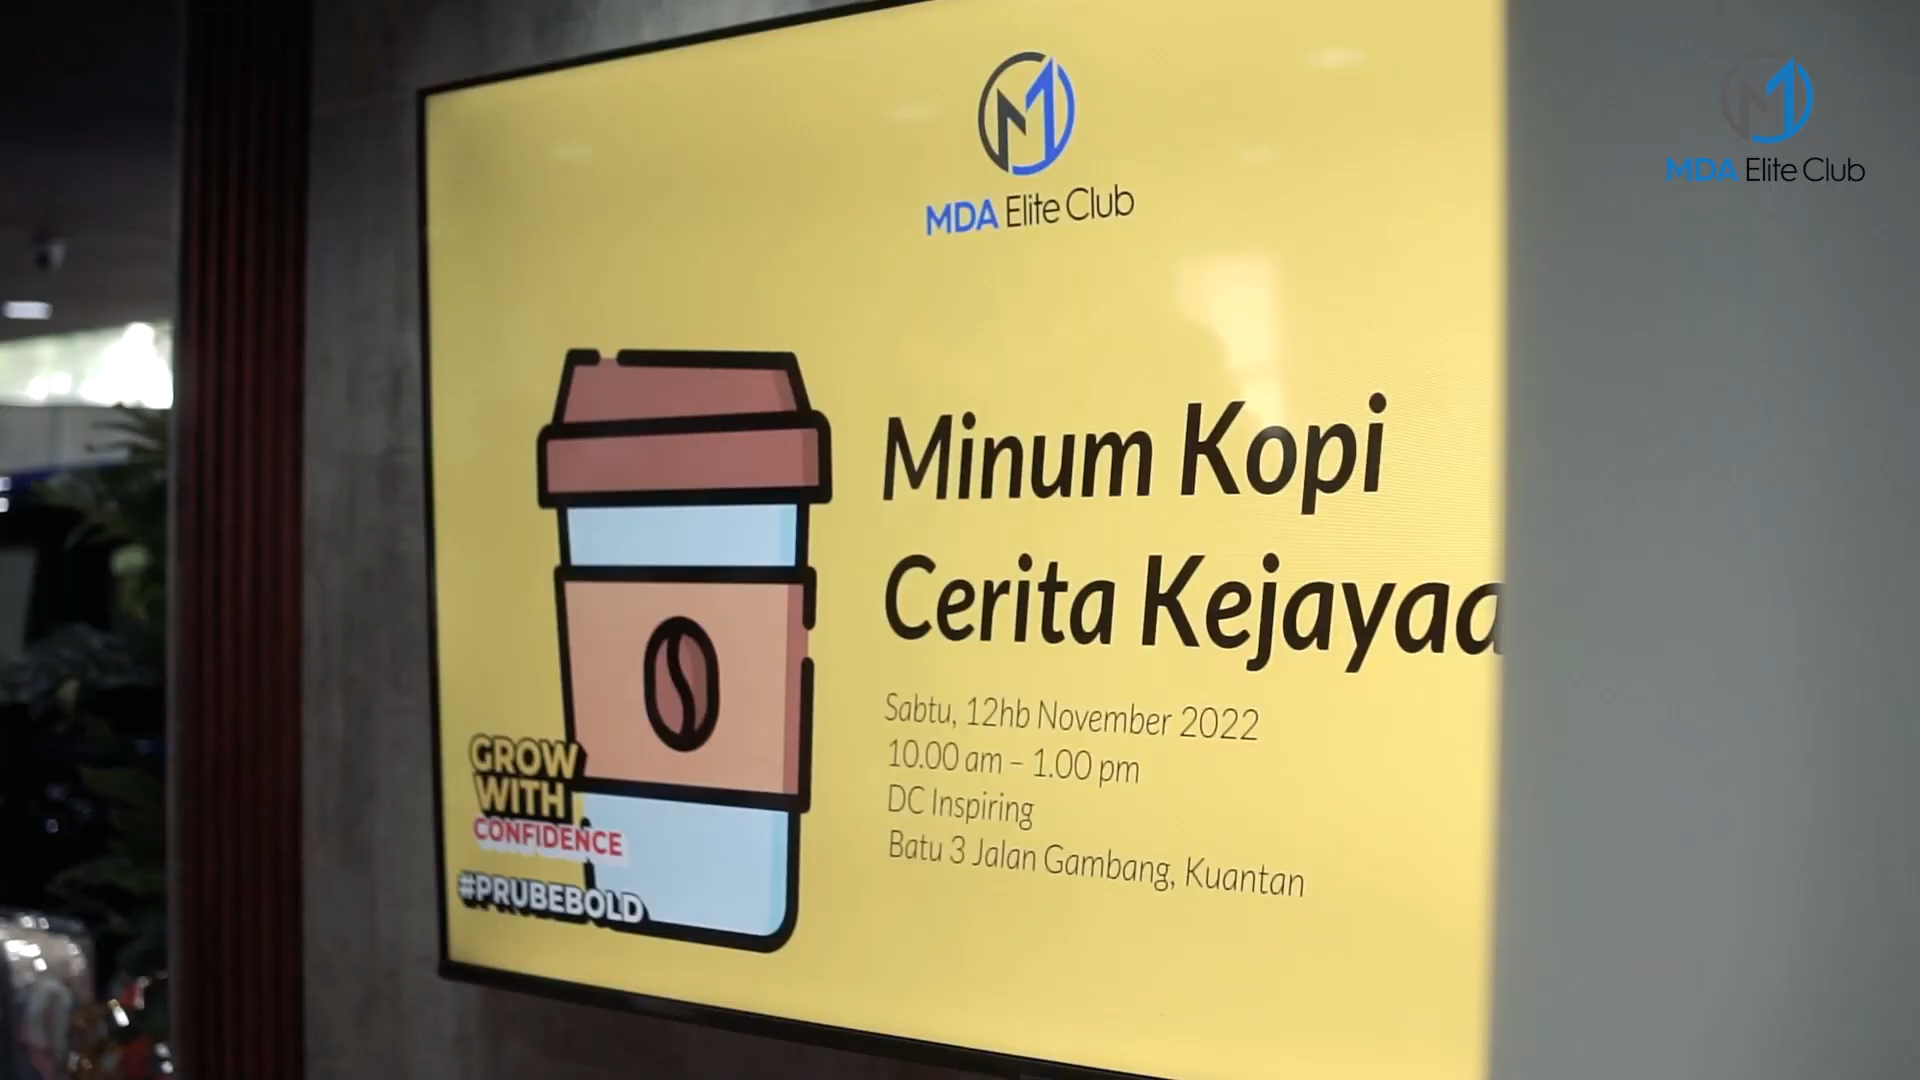 MDA Elite Club
MDA Elite Club
Minum Kopi
Cerita Kejayaa
Sabtu, 12hb November 2022
10.00 am – 1.00 pm
DC Inspiring
Batu 3 Jalan Gambang, Kuantan
GROW
WITH
CONFIDENCE
#PRUBEBOLD